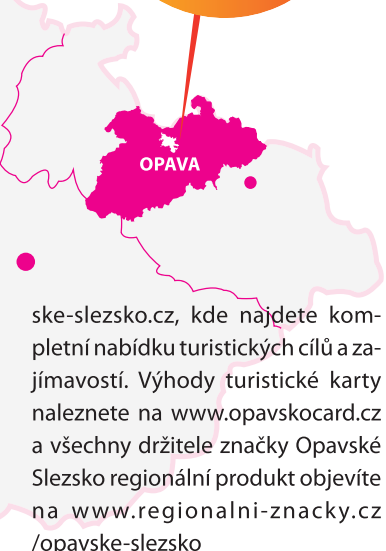 OPAVA
ske-slezsko.cz, kde najdete kom-
pletní nabídku turistických cílů a za-
jímavostí. Výhody turistické karty
naleznete na www.opavskocard.cz
a všechny držitele značky Opavské
Slezsko regionální produkt objevíte
na www.regionalni-znacky.cz
/opavske-slezsko